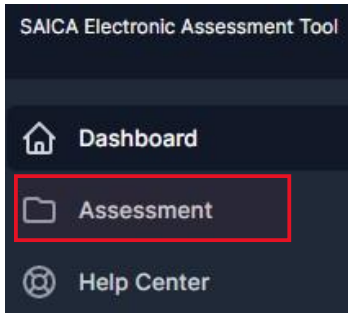 SAICA Electronic Assessment Tool
Dashboard
Assessment
Help Center